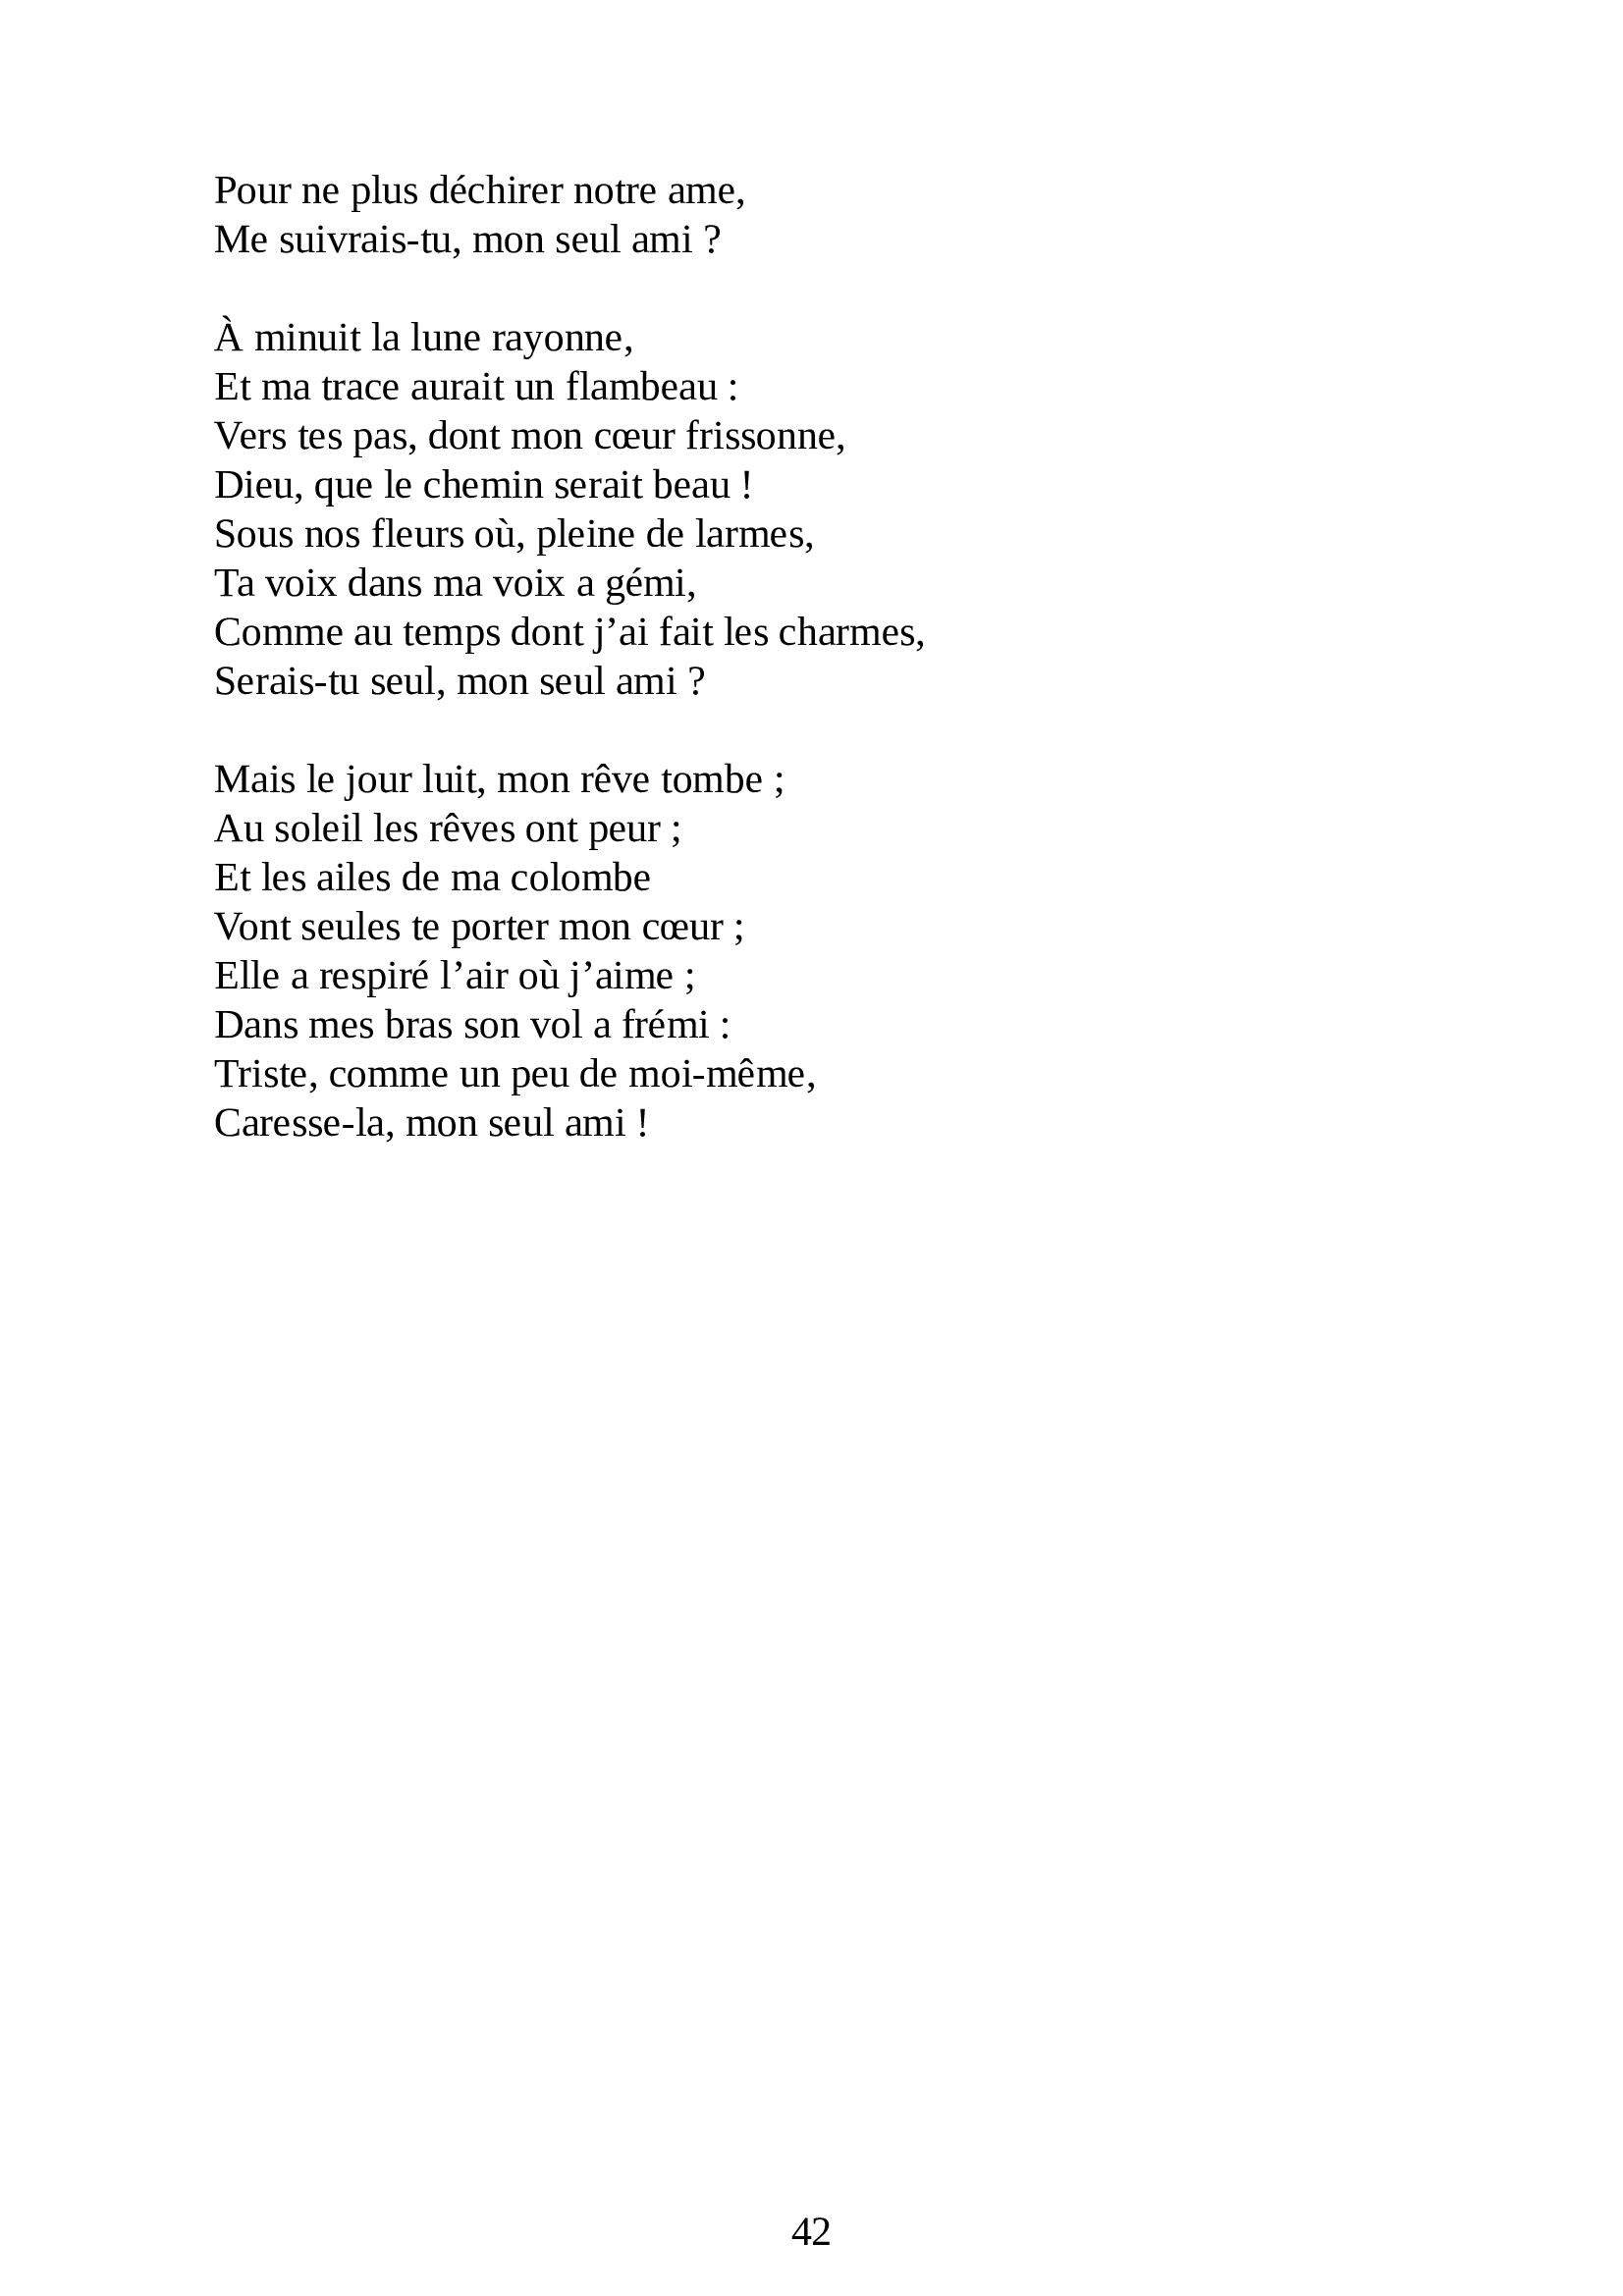 Pour ne plus déchirer notre ame,
Me suivrais-tu, mon seul ami ?

À minuit la lune rayonne,
Et ma trace aurait un flambeau :
Vers tes pas, dont mon cœur frissonne,
Dieu, que le chemin serait beau !
Sous nos fleurs où, pleine de larmes,
Ta voix dans ma voix a gémi,
Comme au temps dont j’ai fait les charmes,
Serais-tu seul, mon seul ami ?

Mais le jour luit, mon rêve tombe ;
Au soleil les rêves ont peur ;
Et les ailes de ma colombe
Vont seules te porter mon cœur ;
Elle a respiré l’air où j’aime ;
Dans mes bras son vol a frémi :
Triste, comme un peu de moi-même,
Caresse-la, mon seul ami !

42